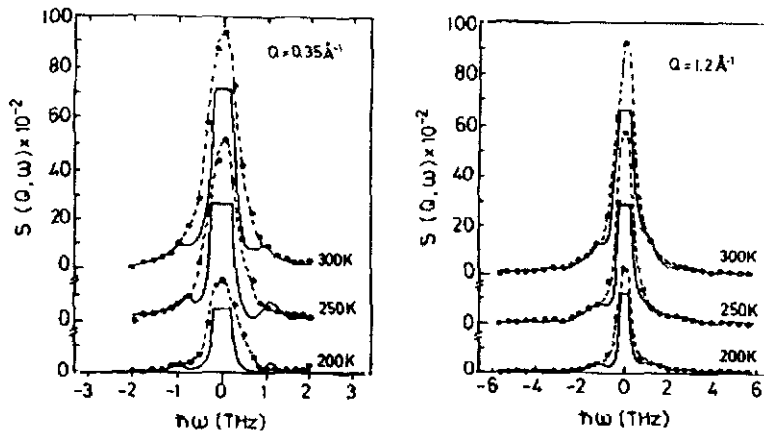 100
80
60
40
20
0
0
0
S (Q, ω) × 10⁻²
Q = 0.35 Å⁻¹
300K
250K
200K
-3 -2 -1 0 1 2 3
ħω (THz)
100
80
60
40
20
0
0
0
S (Q, ω) × 10⁻²
Q = 1.2 Å⁻¹
300K
250K
200K
-6 -4 -2 0 2 4 6
ħω (THz)